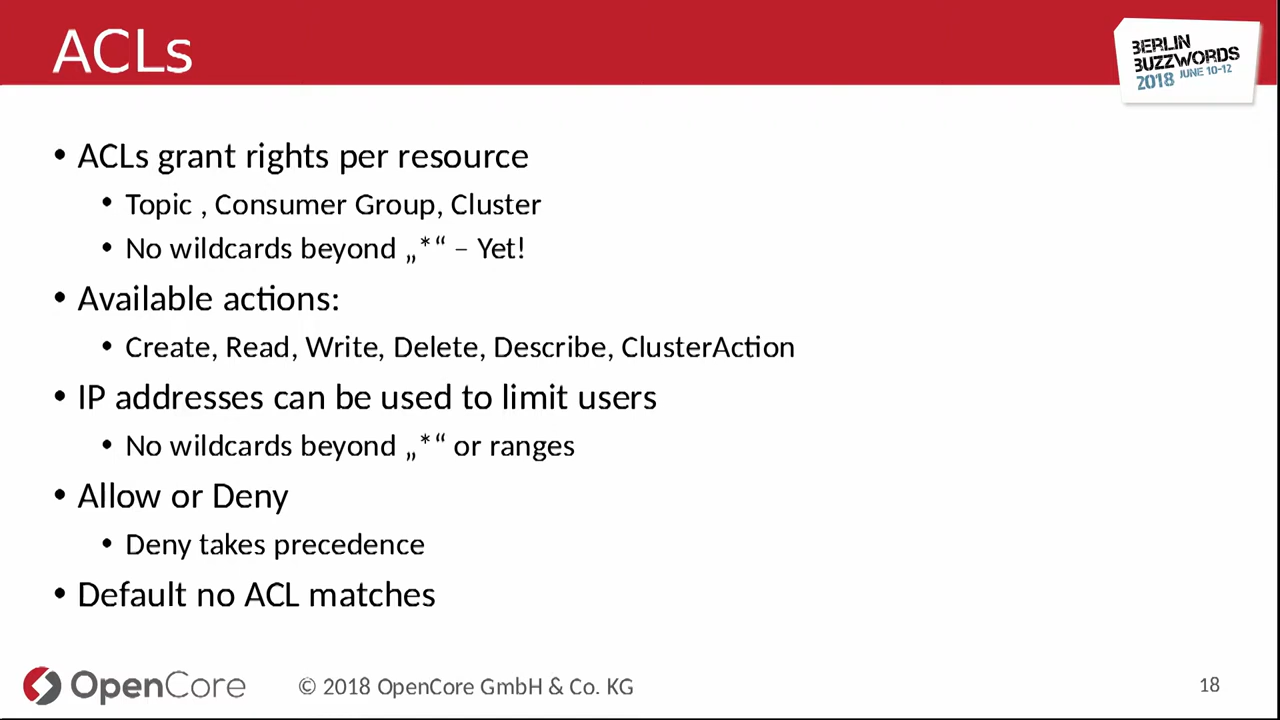 ACLs
BERLIN
BUZZWORDS
2018 JUNE 10-12
• ACLs grant rights per resource
• Topic , Consumer Group, Cluster
• No wildcards beyond „*“ – Yet!
• Available actions:
• Create, Read, Write, Delete, Describe, ClusterAction
• IP addresses can be used to limit users
• No wildcards beyond „*“ or ranges
• Allow or Deny
• Deny takes precedence
• Default no ACL matches
OpenCore
© 2018 OpenCore GmbH & Co. KG
18